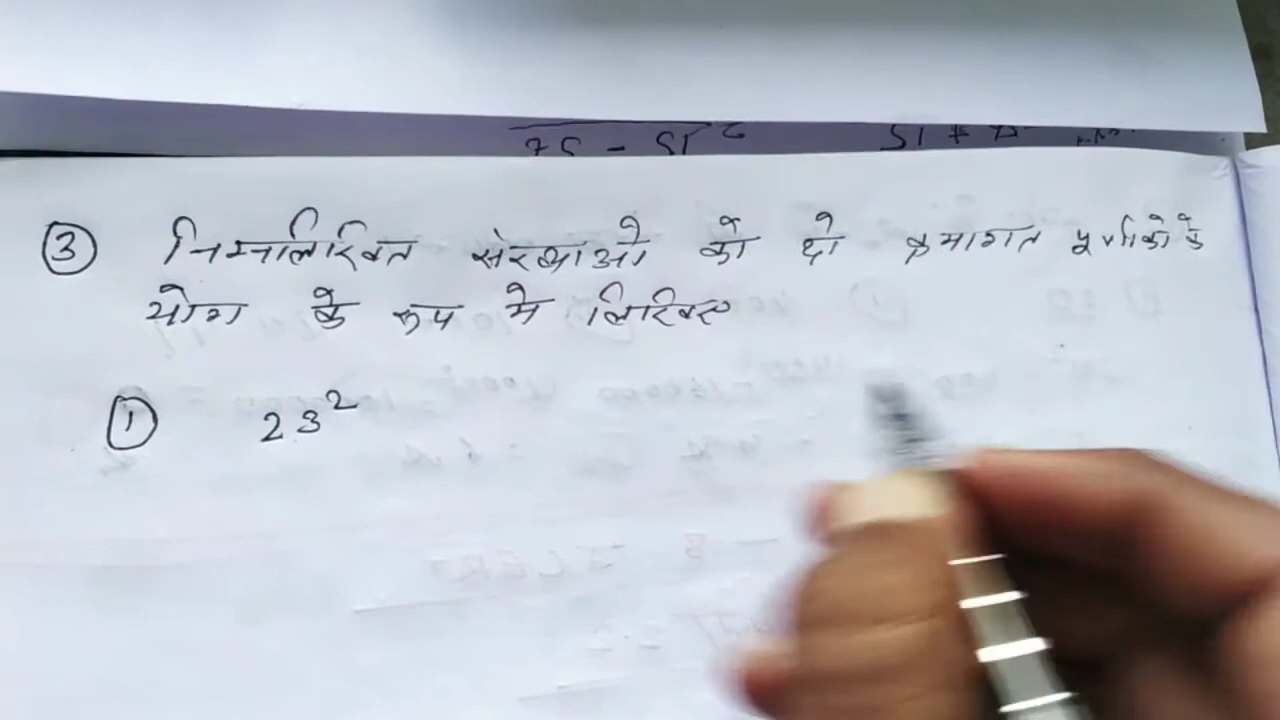 ③ निम्नलिखित संख्याओ को दो क्रमागत पूर्णांको के
योग के रूप मे लिखिए
① 23²